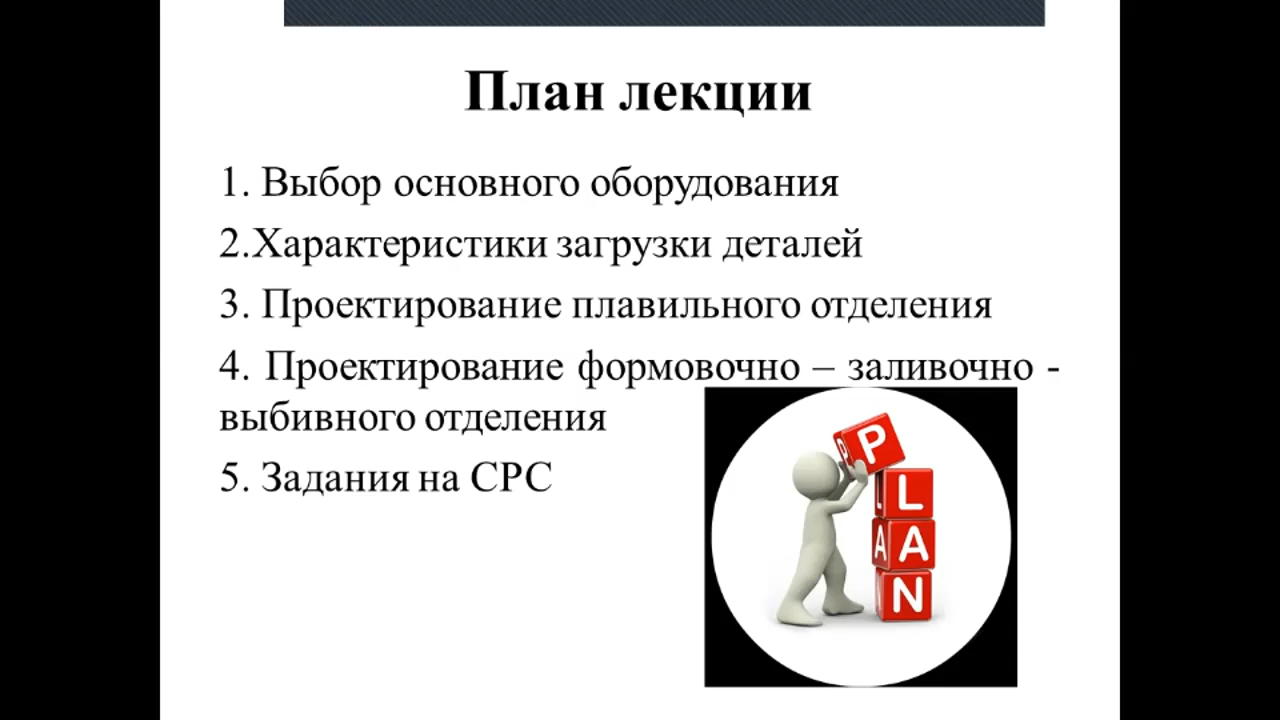 План лекции
1. Выбор основного оборудования
2.Характеристики загрузки деталей
3. Проектирование плавильного отделения
4. Проектирование формовочно – заливочно -
выбивного отделения
5. Задания на СРС
P
L
A
N